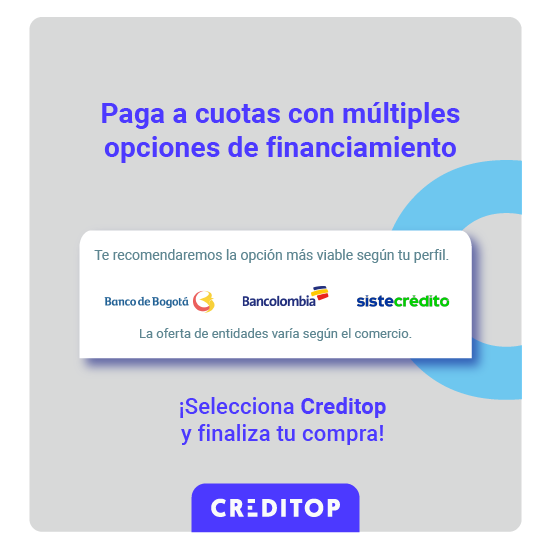 Paga a cuotas con múltiples
opciones de financiamiento
Te recomendaremos la opción más viable según tu perfil.
Banco de Bogotá
Bancolombia
sistecrédito
La oferta de entidades varía según el comercio.
¡Selecciona Creditop
y finaliza tu compra!
CREDITOP